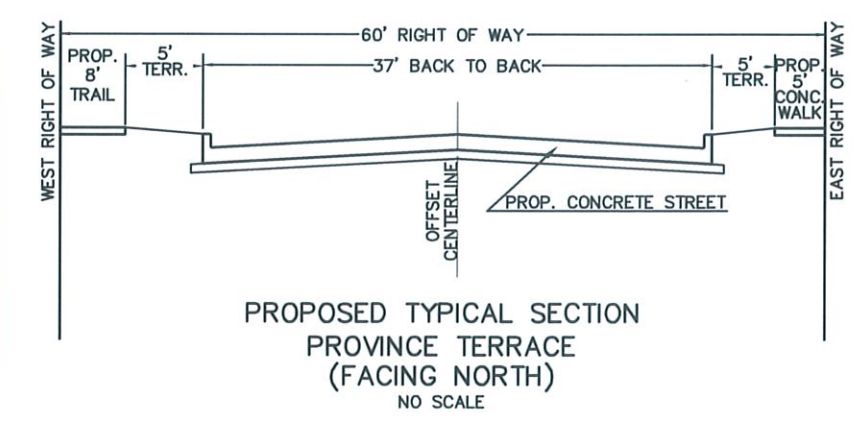 60' RIGHT OF WAY
WEST RIGHT OF WAY
PROP.
8'
TRAIL
5'
TERR.
37' BACK TO BACK
5'
TERR.
PROP.
5'
CONC.
WALK
EAST RIGHT OF WAY
OFFSET
CENTERLINE
PROP. CONCRETE STREET
PROPOSED TYPICAL SECTION
PROVINCE TERRACE
(FACING NORTH)
NO SCALE